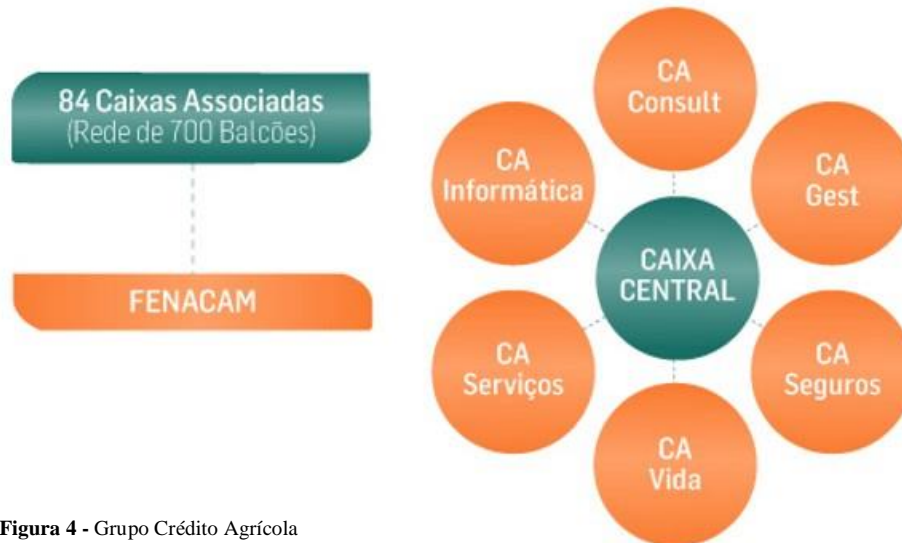 84 Caixas Associadas
(Rede de 700 Balcões)
FENACAM
CA
Consult
CA
Informática
CA
Gest
CAIXA
CENTRAL
CA
Serviços
CA
Seguros
CA
Vida
Figura 4 - Grupo Crédito Agrícola